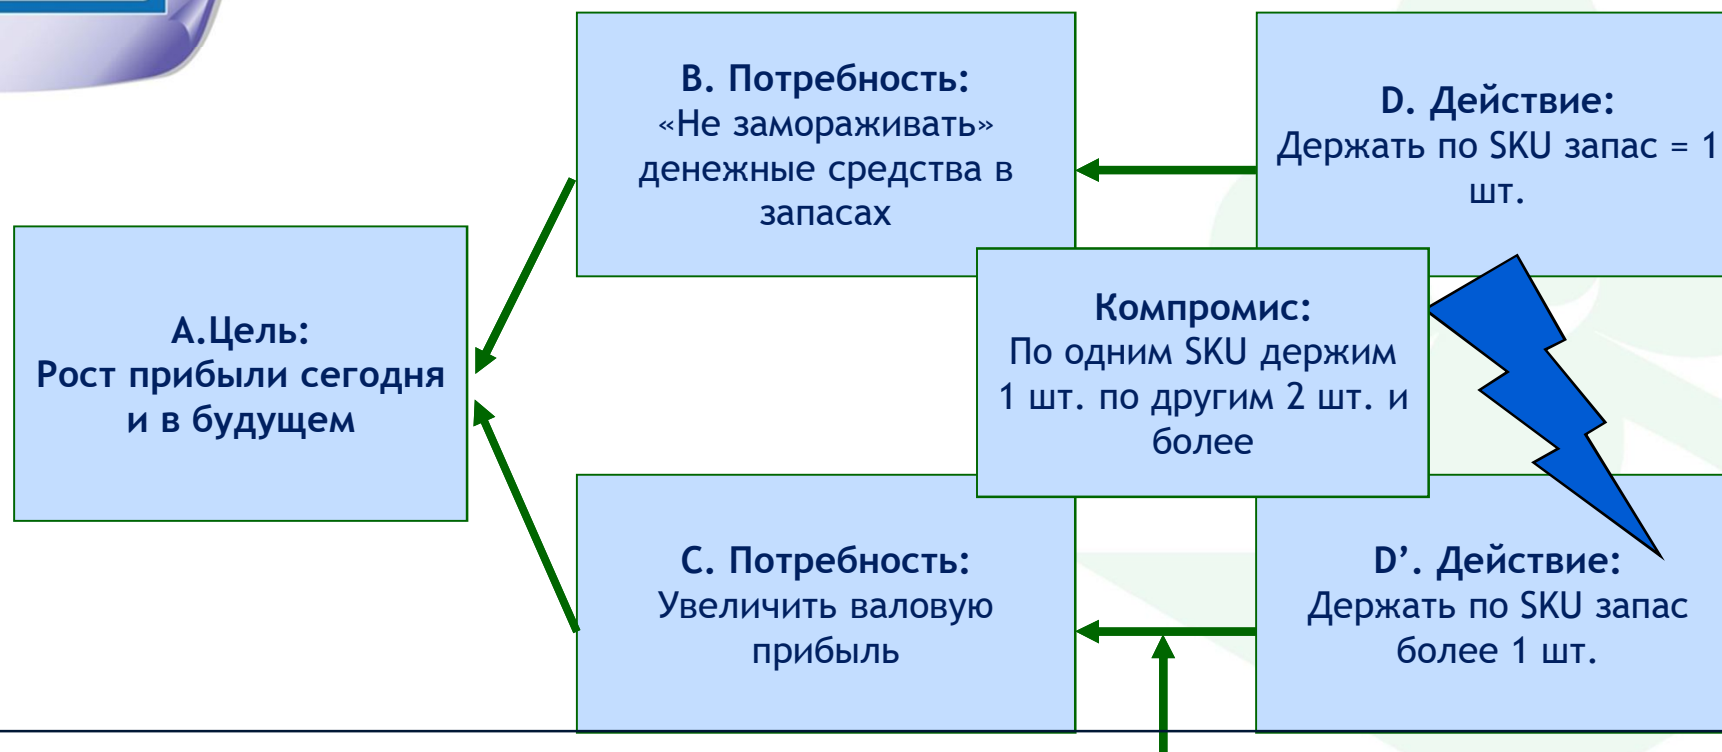 B. Потребность:
«Не замораживать»
денежные средства в
запасах
D. Действие:
Держать по SKU запас = 1
шт.
А.Цель:
Рост прибыли сегодня
и в будущем
Компромис:
По одним SKU держим
1 шт. по другим 2 шт. и
более
C. Потребность:
Увеличить валовую
прибыль
D’. Действие:
Держать по SKU запас
более 1 шт.